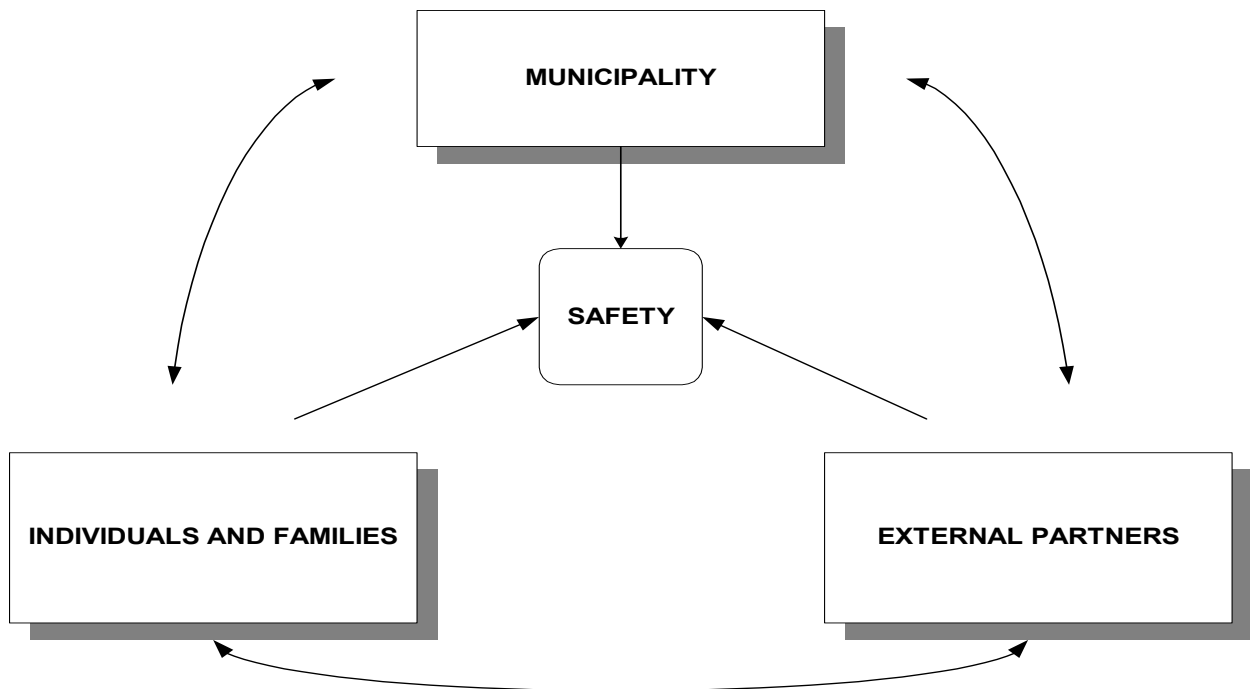 MUNICIPALITY
SAFETY
INDIVIDUALS AND FAMILIES
EXTERNAL PARTNERS